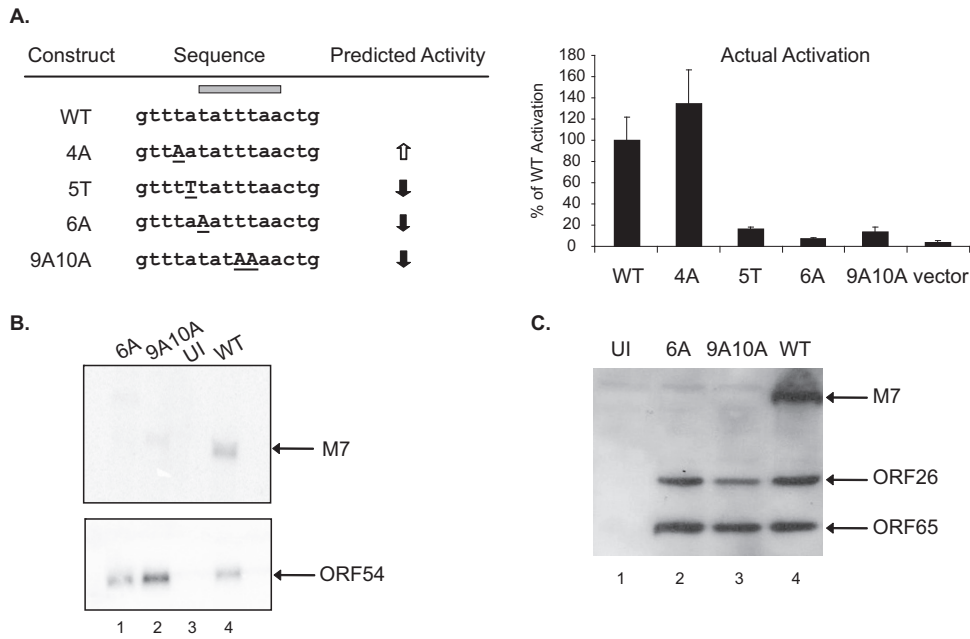 A.
Construct Sequence Predicted Activity
WT gtttatatttaactg
4A gttAatatttaactg
5T gtttTtatttaactg
6A gtttaAatttaactg
9A10A gtttatatAAaactg
Actual Activation
% of WT Activation
180
160
140
120
100
80
60
40
20
0
WT 4A 5T 6A 9A10A vector
B.
6A 9A10A UI WT
M7
ORF54
1 2 3 4
C.
UI 6A 9A10A WT
M7
ORF26
ORF65
1 2 3 4